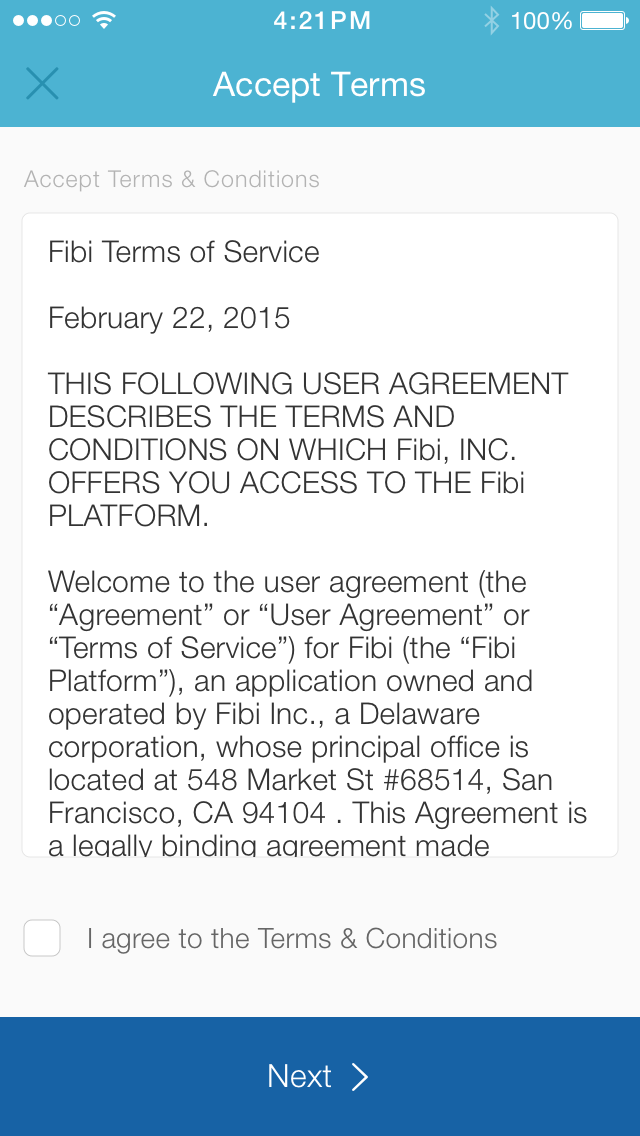 4:21PM
100%
Accept Terms
Accept Terms & Conditions
Fibi Terms of Service
February 22, 2015
THIS FOLLOWING USER AGREEMENT
DESCRIBES THE TERMS AND
CONDITIONS ON WHICH Fibi, INC.
OFFERS YOU ACCESS TO THE Fibi
PLATFORM.
Welcome to the user agreement (the
“Agreement” or “User Agreement” or
“Terms of Service”) for Fibi (the “Fibi
Platform”), an application owned and
operated by Fibi Inc., a Delaware
corporation, whose principal office is
located at 548 Market St #68514, San
Francisco, CA 94104 . This Agreement is
a legally binding agreement made
I agree to the Terms & Conditions
Next